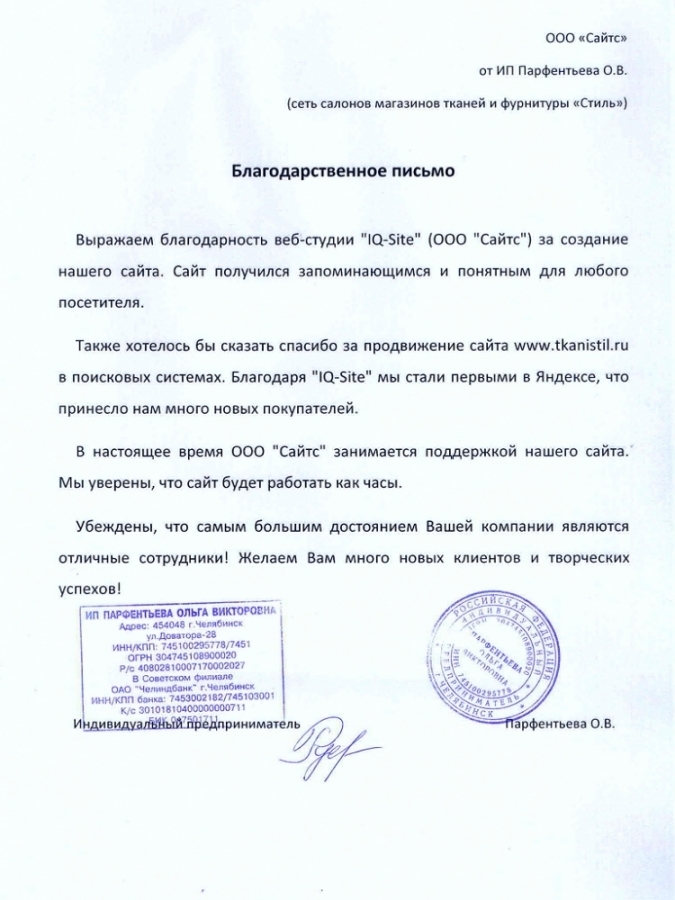 ООО «Сайтс»
от ИП Парфентьева О.В.
(сеть салонов магазинов тканей и фурнитуры «Стиль»)
Благодарственное письмо
Выражаем благодарность веб-студии "IQ-Site" (ООО "Сайтс") за создание
нашего сайта. Сайт получился запоминающимся и понятным для любого
посетителя.
Также хотелось бы сказать спасибо за продвижение сайта www.tkanistil.ru
в поисковых системах. Благодаря "IQ-Site" мы стали первыми в Яндексе, что
принесло нам много новых покупателей.
В настоящее время ООО "Сайтс" занимается поддержкой нашего сайта.
Мы уверены, что сайт будет работать как часы.
Убеждены, что самым большим достоянием Вашей компании являются
отличные сотрудники! Желаем Вам много новых клиентов и творческих
успехов!
ИП ПАРФЕНТЬЕВА ОЛЬГА ВИКТОРОВНА
Адрес: 454048 г.Челябинск
ул.Доватора-28
ИНН/КПП: 745100295778/7451
ОГРН 304745108900020
Р/с 40802810007170002027
В Советском филиале
ОАО "Челиндбанк" г.Челябинск
ИНН/КПП банка: 7453002182/745103001
К/с 30101810400000000711
БИК 047501711
РОССИЙСКАЯ ФЕДЕРАЦИЯ
ИНДИВИДУАЛЬНЫЙ
ПРЕДПРИНИМАТЕЛЬ
г. ЧЕЛЯБИНСК
ПАРФЕНТЬЕВА
ОЛЬГА
ВИКТОРОВНА
ИНН 745100295778
Индивидуальный предприниматель
Парфентьева О.В.